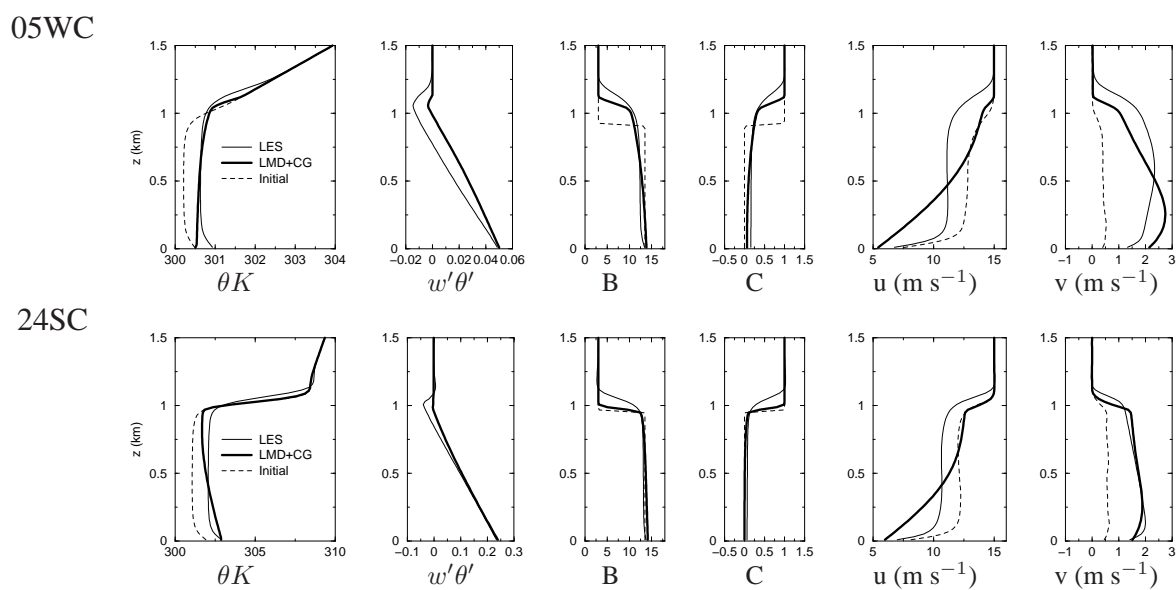 05WC
1.5
1
0.5
0
z (km)
LES
LMD+CG
Initial
300 301 302 303 304
θK
1.5
1
0.5
0
−0.02 0 0.02 0.04 0.06
w′θ′
1.5
1
0.5
0
0 5 10 15
B
1.5
1
0.5
0
−0.5 0 0.5 1 1.5
C
1.5
1
0.5
0
5 10 15
u (m s−1)
1.5
1
0.5
0
−1 0 1 2 3
v (m s−1)
24SC
1.5
1
0.5
0
z (km)
LES
LMD+CG
Initial
300 305 310
θK
1.5
1
0.5
0
−0.1 0 0.1 0.2 0.3
w′θ′
1.5
1
0.5
0
0 5 10 15
B
1.5
1
0.5
0
−0.5 0 0.5 1 1.5
C
1.5
1
0.5
0
5 10 15
u (m s−1)
1.5
1
0.5
0
−1 0 1 2 3
v (m s−1)